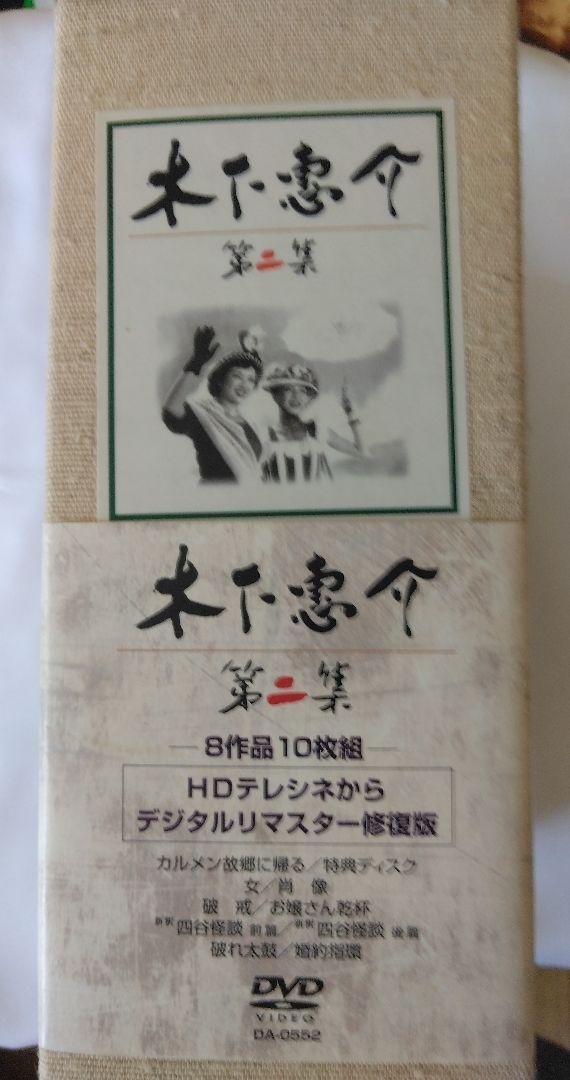 木下惠介
第二集
木下惠介
第二集
8作品10枚組
HDテレシネから
デジタルリマスター修復版
カルメン故郷に帰る／特典ディスク
女／肖 像
破 戒／お嬢さん乾杯
新釈四谷怪談 前篇／新釈四谷怪談 後篇
破れ太鼓／婚約指環
DVD
VIDEO
DA-0552